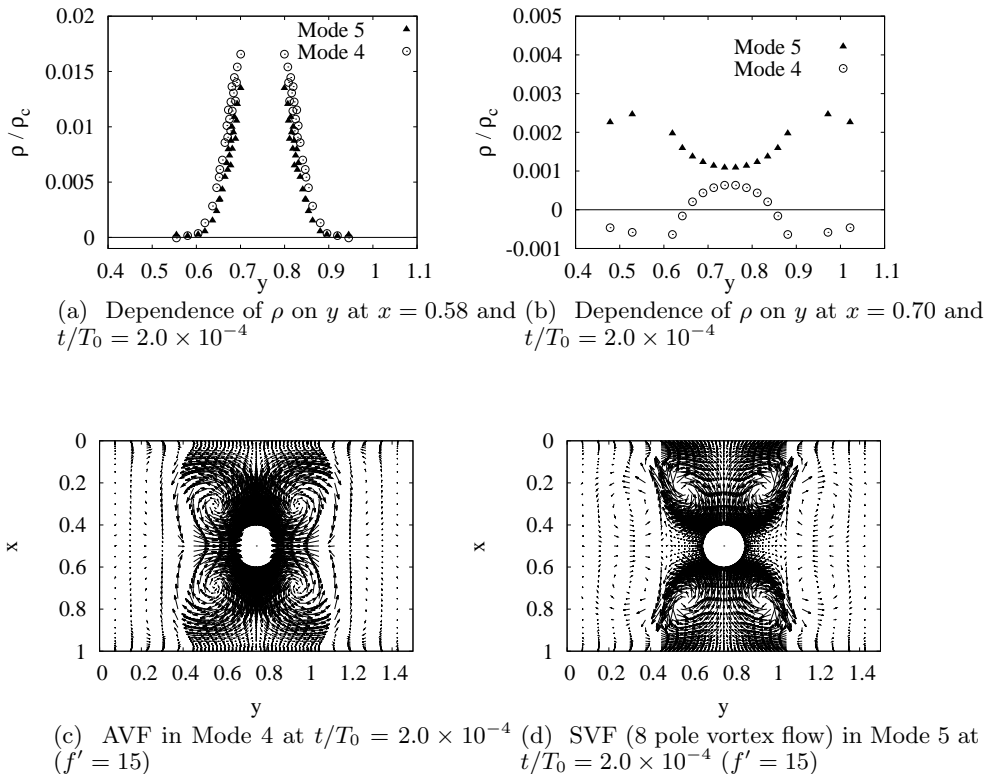 0.02
0.015
0.01
0.005
0
ρ / ρc
Mode 5
Mode 4
0.4 0.5 0.6 0.7 0.8 0.9 1 1.1
y
(a) Dependence of ρ on y at x = 0.58 and
t/T₀ = 2.0 × 10⁻⁴
0.005
0.004
0.003
0.002
0.001
0
-0.001
ρ / ρc
Mode 5
Mode 4
0.4 0.5 0.6 0.7 0.8 0.9 1 1.1
y
(b) Dependence of ρ on y at x = 0.70 and
t/T₀ = 2.0 × 10⁻⁴
0
0.2
0.4
0.6
0.8
1
x
0 0.2 0.4 0.6 0.8 1 1.2 1.4
y
(c) AVF in Mode 4 at t/T₀ = 2.0 × 10⁻⁴
(f′ = 15)
0
0.2
0.4
0.6
0.8
1
x
0 0.2 0.4 0.6 0.8 1 1.2 1.4
y
(d) SVF (8 pole vortex flow) in Mode 5 at
t/T₀ = 2.0 × 10⁻⁴ (f′ = 15)